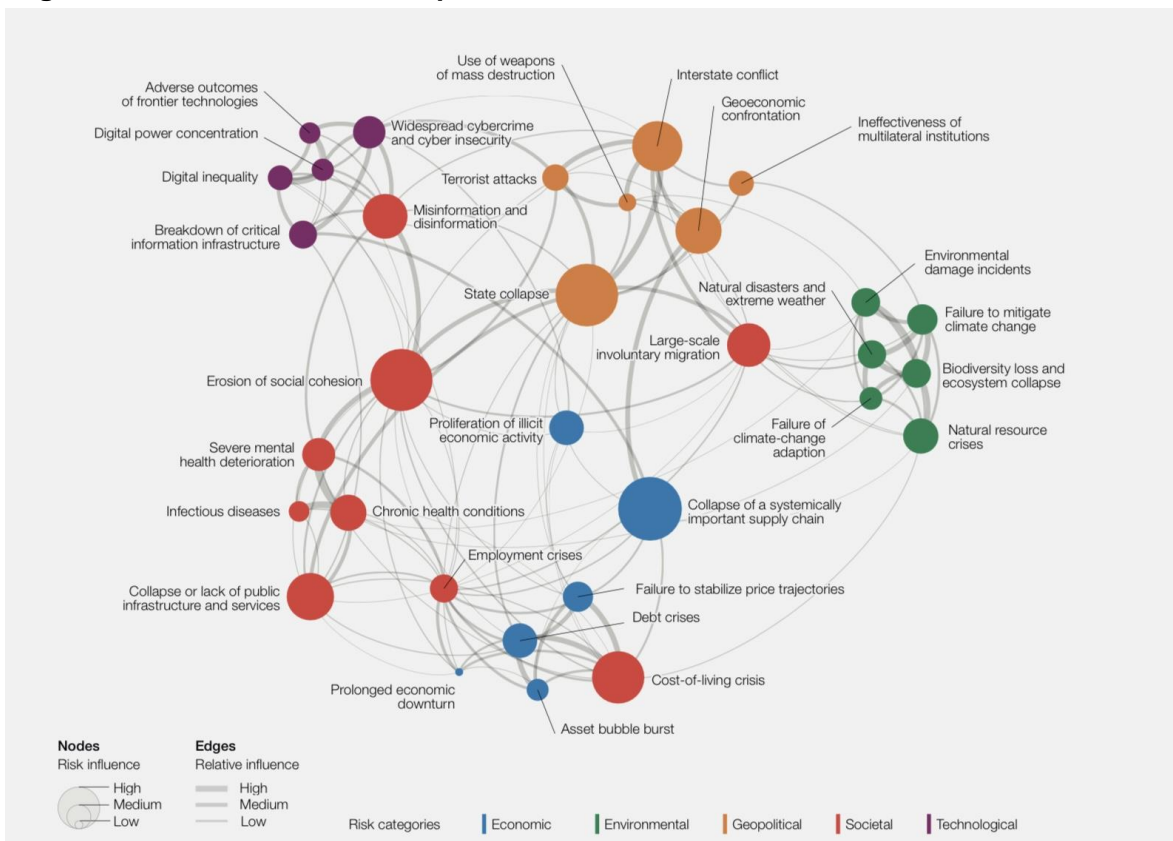 Use of weapons
of mass destruction
Interstate conflict
Adverse outcomes
of frontier technologies
Geoeconomic
confrontation
Digital power concentration
Widespread cybercrime
and cyber insecurity
Ineffectiveness of
multilateral institutions
Digital inequality
Terrorist attacks
Misinformation and
disinformation
Breakdown of critical
information infrastructure
Environmental
damage incidents
State collapse
Natural disasters and
extreme weather
Failure to mitigate
climate change
Large-scale
involuntary migration
Erosion of social cohesion
Biodiversity loss and
ecosystem collapse
Proliferation of illicit
economic activity
Failure of
climate-change
adaption
Natural resource
crises
Severe mental
health deterioration
Infectious diseases
Chronic health conditions
Collapse of a systemically
important supply chain
Employment crises
Collapse or lack of public
infrastructure and services
Failure to stabilize price trajectories
Debt crises
Prolonged economic
downturn
Cost-of-living crisis
Asset bubble burst
Nodes
Risk influence
High
Medium
Low
Edges
Relative influence
High
Medium
Low
Risk categories
Economic
Environmental
Geopolitical
Societal
Technological